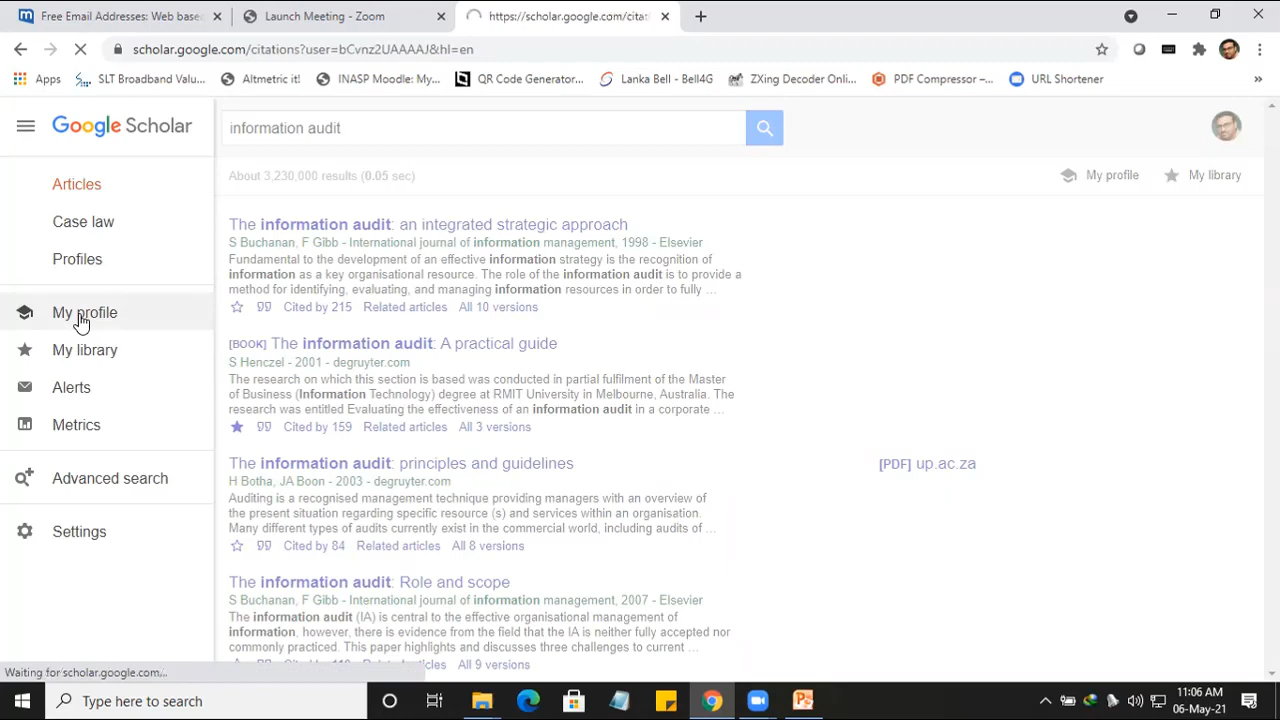 Free Email Addresses: Web base
Launch Meeting - Zoom
https://scholar.google.com/citat
scholar.google.com/citations?user=bCvnz2UAAAAJ&hl=en
Apps
SLT Broadband Valu...
Altmetric it!
INASP Moodle: My...
QR Code Generator...
Lanka Bell - Bell4G
ZXing Decoder Onli...
PDF Compressor –...
URL Shortener
»
Google Scholar
information audit
Articles
About 3,230,000 results (0.05 sec)
My profile
My library
Case law
Profiles
My profile
My library
Alerts
Metrics
Advanced search
Settings
The information audit: an integrated strategic approach
S Buchanan, F Gibb - International journal of information management, 1998 - Elsevier
Fundamental to the development of an effective information strategy is the recognition of
information as a key organisational resource. The role of the information audit is to provide a
method for identifying, evaluating, and managing information resources in order to fully ...
Cited by 215 Related articles All 10 versions
[BOOK] The information audit: A practical guide
S Henczel - 2001 - degruyter.com
The research on which this section is based was conducted in partial fulfilment of the Master
of Business (Information Technology) degree at RMIT University in Melbourne, Australia. The
research was entitled Evaluating the effectiveness of an information audit in a corporate ...
Cited by 159 Related articles All 3 versions
The information audit: principles and guidelines
[PDF] up.ac.za
H Botha, JA Boon - 2003 - degruyter.com
Auditing is a recognised management technique providing managers with an overview of
the present situation regarding specific resource (s) and services within an organisation.
Many different types of audits currently exist in the commercial world, including audits of ...
Cited by 84 Related articles All 8 versions
The information audit: Role and scope
S Buchanan, F Gibb - International journal of information management, 2007 - Elsevier
The information audit (IA) is central to the effective organisational management of
information, however, there is evidence from the field that the IA is neither fully accepted nor
commonly practiced. This paper highlights and discusses three challenges to current ...
Related articles All 9 versions
Waiting for scholar.google.com...
Type here to search
11:06 AM
06-May-21